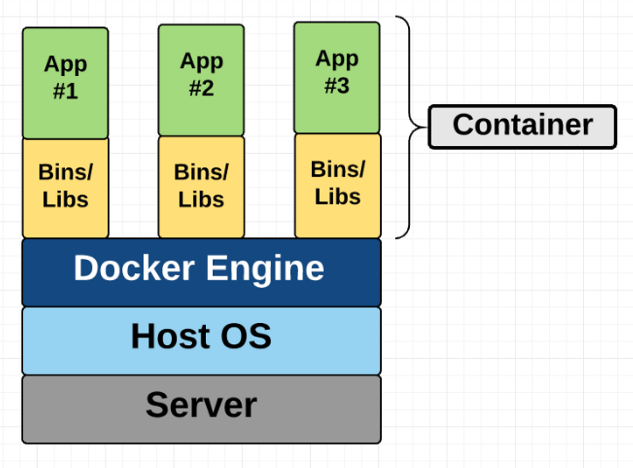 App
#1
App
#2
App
#3
Container
Bins/
Libs
Bins/
Libs
Bins/
Libs
Docker Engine
Host OS
Server